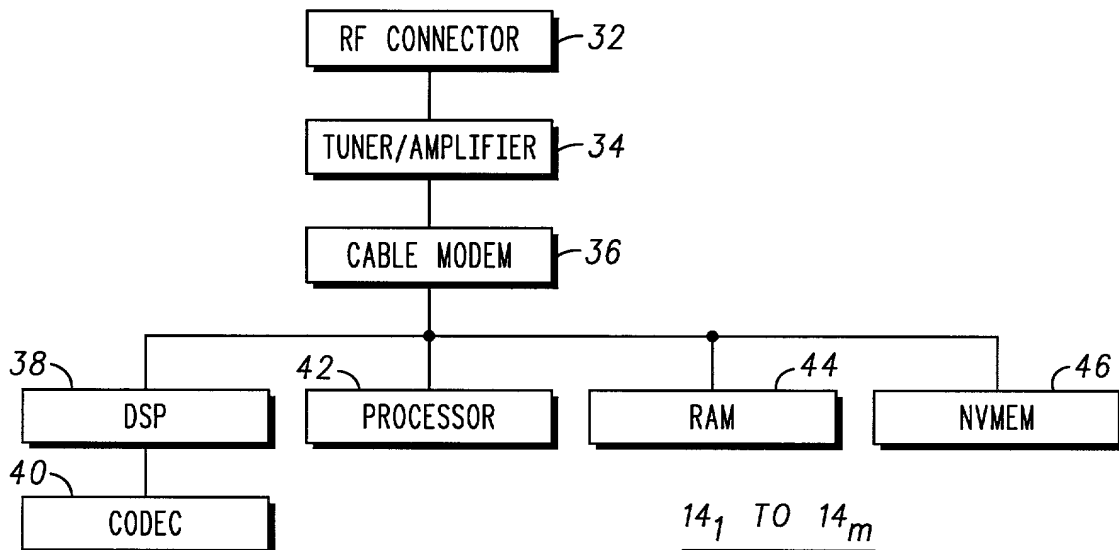 RF CONNECTOR 32
TUNER/AMPLIFIER 34
CABLE MODEM 36
38 42 44 46
DSP PROCESSOR RAM NVMEM
40
CODEC
14₁ TO 14ₘ